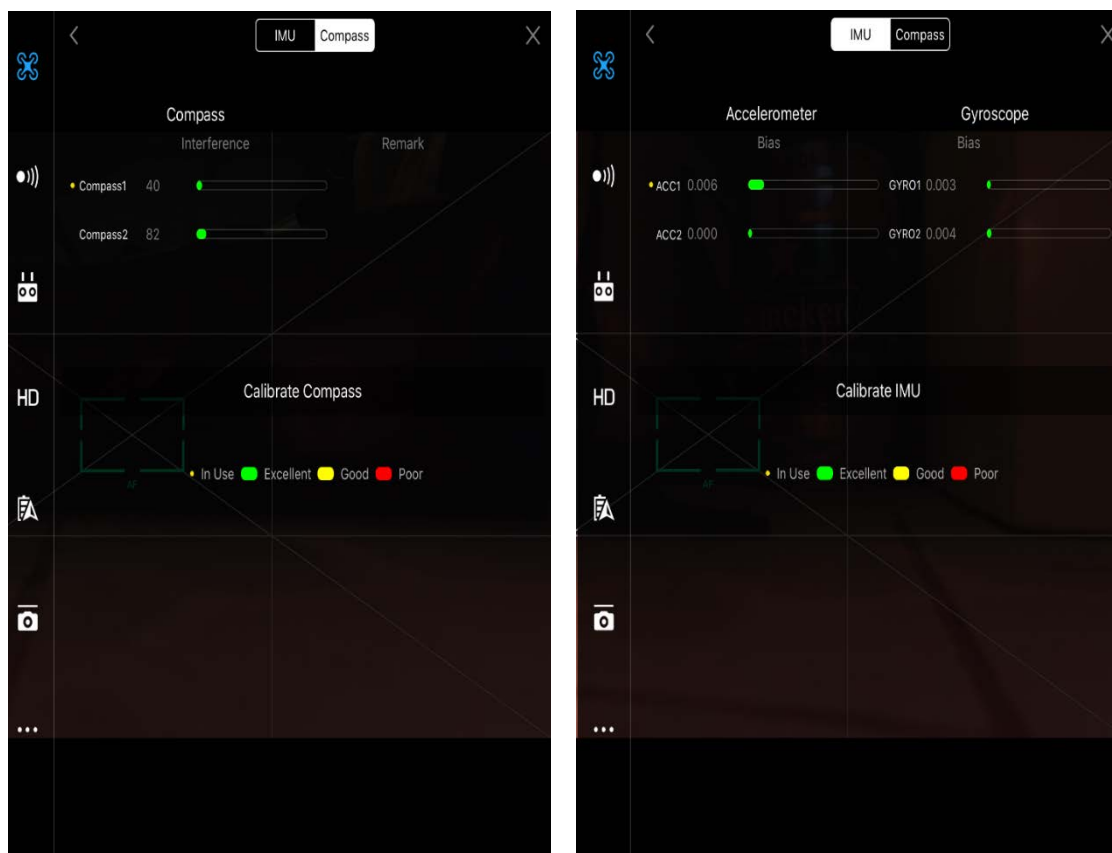 IMU Compass
Compass
Interference Remark
Compass1 40
Compass2 82
HD
Calibrate Compass
In Use Excellent Good Poor
AF
IMU Compass
Accelerometer Gyroscope
Bias Bias
ACC1 0.006 GYRO1 0.003
ACC2 0.000 GYRO2 0.004
HD
Calibrate IMU
In Use Excellent Good Poor
AF